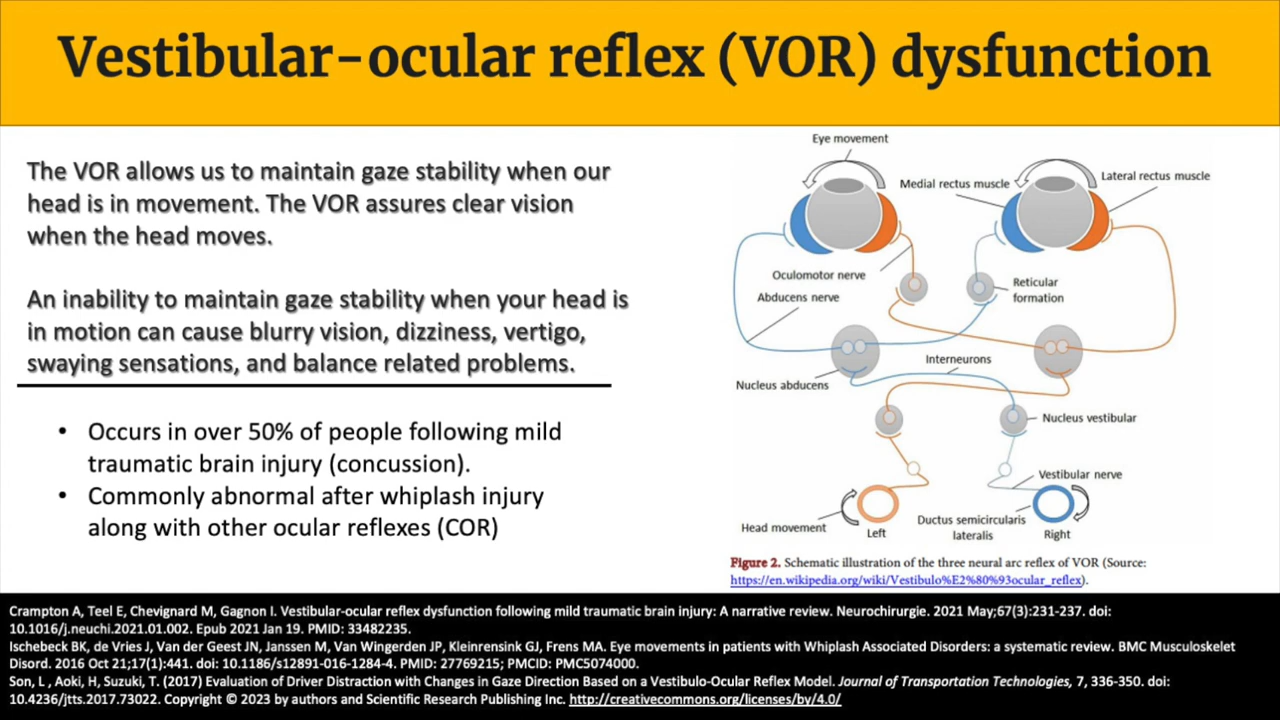 Vestibular-ocular reflex (VOR) dysfunction
The VOR allows us to maintain gaze stability when our
head is in movement. The VOR assures clear vision
when the head moves.
An inability to maintain gaze stability when your head is
in motion can cause blurry vision, dizziness, vertigo,
swaying sensations, and balance related problems.
• Occurs in over 50% of people following mild
traumatic brain injury (concussion).
• Commonly abnormal after whiplash injury
along with other ocular reflexes (COR)
Eye movement
Medial rectus muscle
Lateral rectus muscle
Oculomotor nerve
Abducens nerve
Reticular
formation
Interneurons
Nucleus abducens
Nucleus vestibular
Vestibular nerve
Head movement
Left
Ductus semicircularis
lateralis
Right
Figure 2. Schematic illustration of the three neural arc reflex of VOR (Source:
https://en.wikipedia.org/wiki/Vestibulo%E2%80%93ocular_reflex).
Crampton A, Teel E, Chevignard M, Gagnon I. Vestibular-ocular reflex dysfunction following mild traumatic brain injury: A narrative review. Neurochirurgie. 2021 May;67(3):231-237. doi:
10.1016/j.neuchi.2021.01.002. Epub 2021 Jan 19. PMID: 33482235.
Ischebeck BK, de Vries J, Van der Geest JN, Janssen M, Van Wingerden JP, Kleinrensink GJ, Frens MA. Eye movements in patients with Whiplash Associated Disorders: a systematic review. BMC Musculoskelet
Disord. 2016 Oct 21;17(1):441. doi: 10.1186/s12891-016-1284-4. PMID: 27769215; PMCID: PMC5074000.
Son, L , Aoki, H, Suzuki, T. (2017) Evaluation of Driver Distraction with Changes in Gaze Direction Based on a Vestibulo-Ocular Reflex Model. Journal of Transportation Technologies, 7, 336-350. doi:
10.4236/jtts.2017.73022. Copyright © 2023 by authors and Scientific Research Publishing Inc. http://creativecommons.org/licenses/by/4.0/